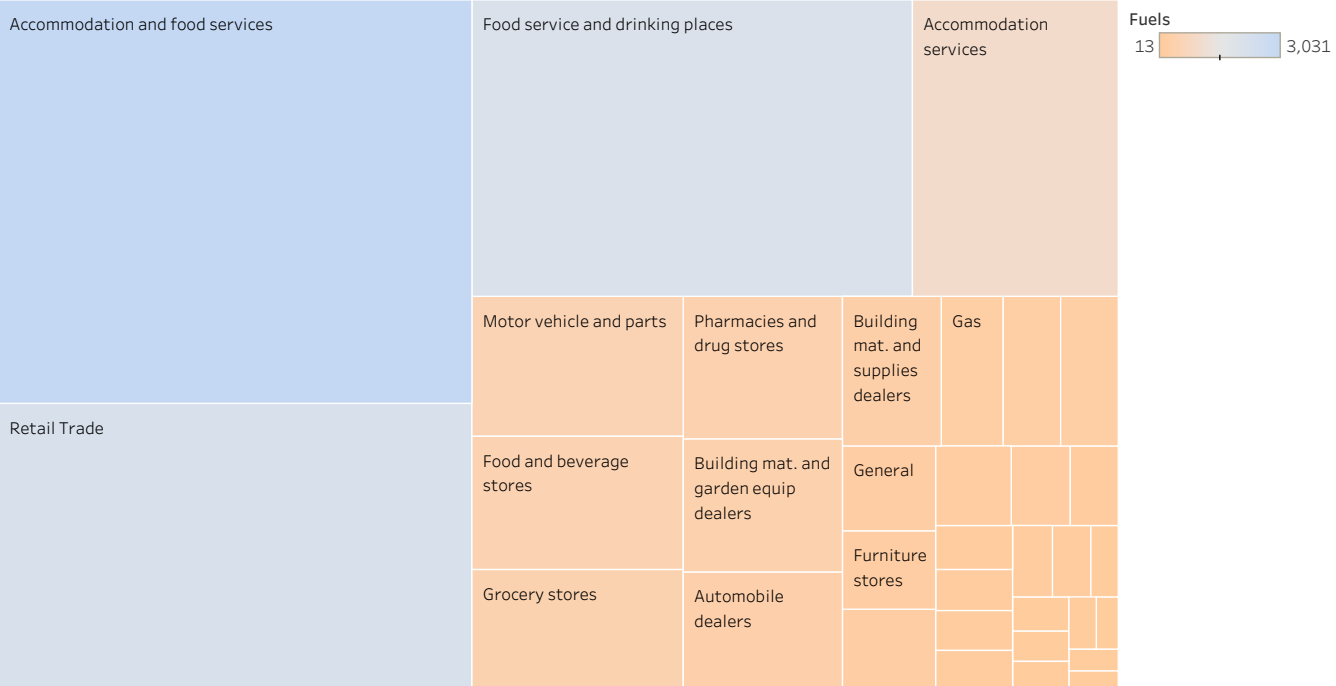 Accommodation and food services
Food service and drinking places
Accommodation
services
Fuels
13
3,031
Motor vehicle and parts
Pharmacies and
drug stores
Building
mat. and
supplies
dealers
Gas
Retail Trade
Food and beverage
stores
Building mat. and
garden equip
dealers
General
Furniture
stores
Grocery stores
Automobile
dealers